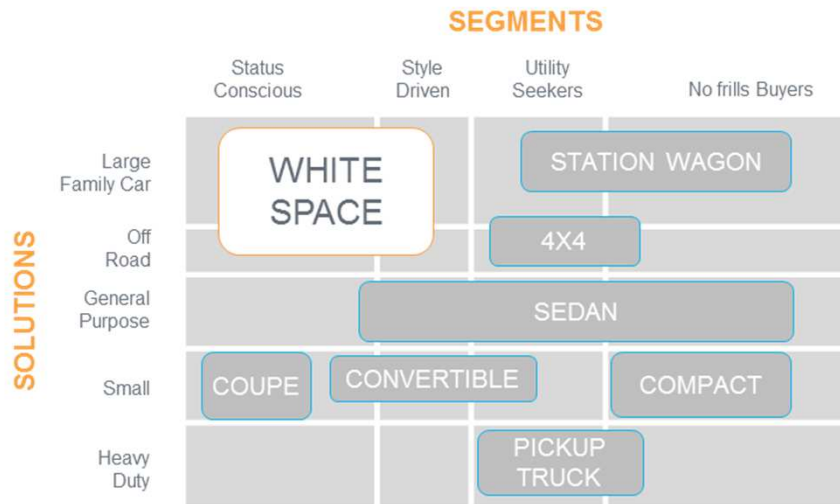 SEGMENTS
Status
Conscious
Style
Driven
Utility
Seekers
No frills Buyers
SOLUTIONS
Large
Family Car
WHITE
SPACE
STATION WAGON
Off
Road
4X4
General
Purpose
SEDAN
Small
COUPE
CONVERTIBLE
COMPACT
Heavy
Duty
PICKUP
TRUCK